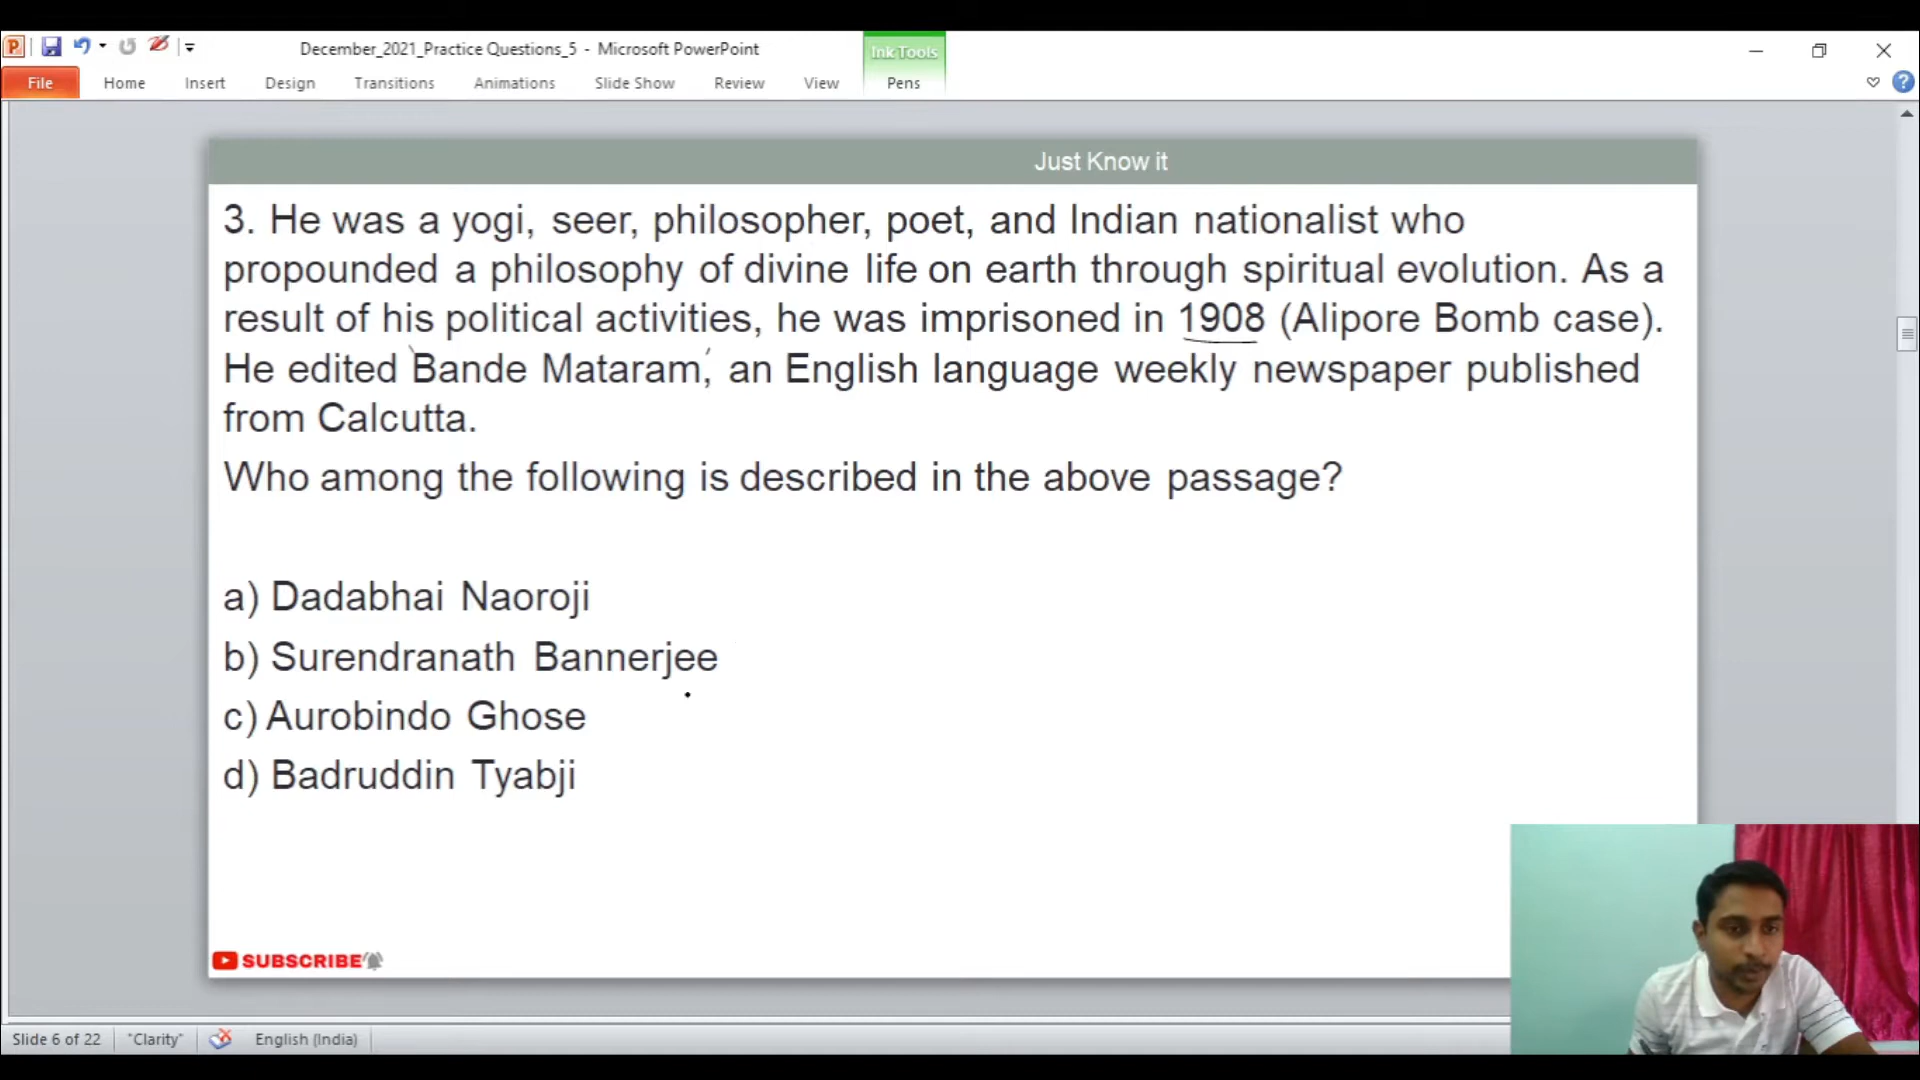 December_2021_Practice Questions_5 - Microsoft PowerPoint
Ink Tools
File Home Insert Design Transitions Animations Slide Show Review View Pens
Just Know it
3. He was a yogi, seer, philosopher, poet, and Indian nationalist who
propounded a philosophy of divine life on earth through spiritual evolution. As a
result of his political activities, he was imprisoned in 1908 (Alipore Bomb case).
He edited Bande Mataram, an English language weekly newspaper published
from Calcutta.
Who among the following is described in the above passage?
a) Dadabhai Naoroji
b) Surendranath Bannerjee
c) Aurobindo Ghose
d) Badruddin Tyabji
SUBSCRIBE
Slide 6 of 22 "Clarity" English (India)